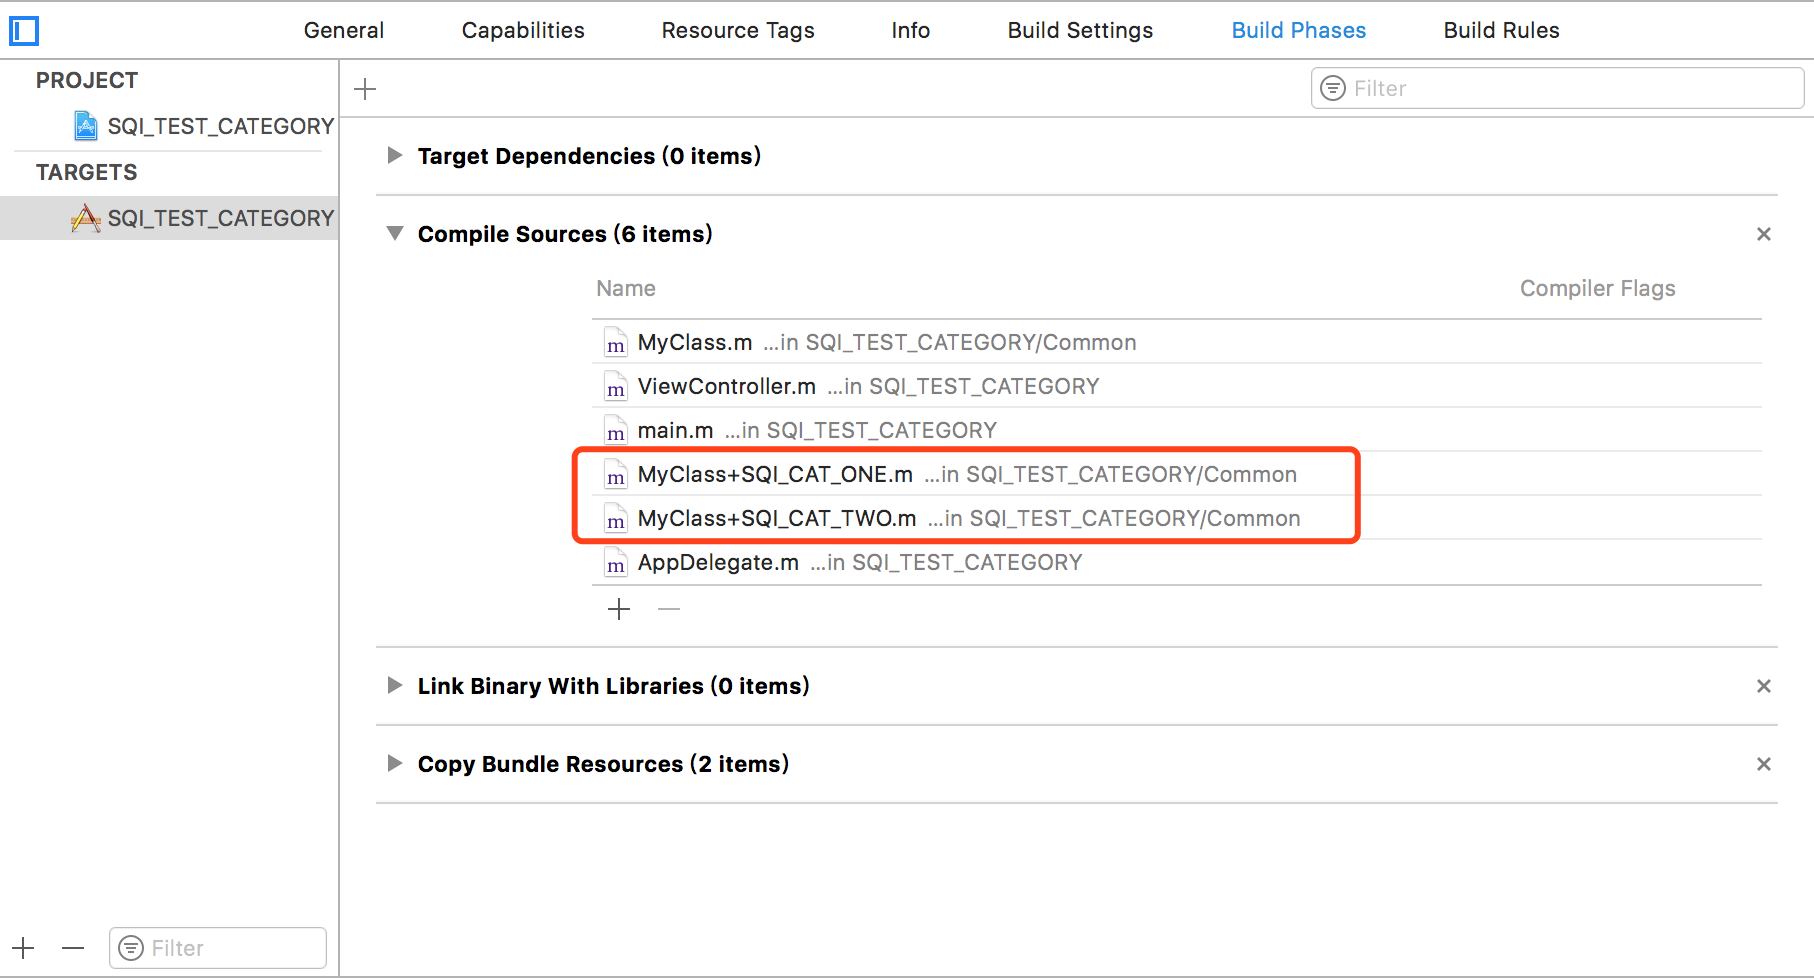 General Capabilities Resource Tags Info Build Settings Build Phases Build Rules
PROJECT
SQI_TEST_CATEGORY
TARGETS
SQI_TEST_CATEGORY
Filter
Target Dependencies (0 items)
Compile Sources (6 items)
Name Compiler Flags
m MyClass.m ...in SQI_TEST_CATEGORY/Common
m ViewController.m ...in SQI_TEST_CATEGORY
m main.m ...in SQI_TEST_CATEGORY
m MyClass+SQI_CAT_ONE.m ...in SQI_TEST_CATEGORY/Common
m MyClass+SQI_CAT_TWO.m ...in SQI_TEST_CATEGORY/Common
m AppDelegate.m ...in SQI_TEST_CATEGORY
Link Binary With Libraries (0 items)
Copy Bundle Resources (2 items)
Filter